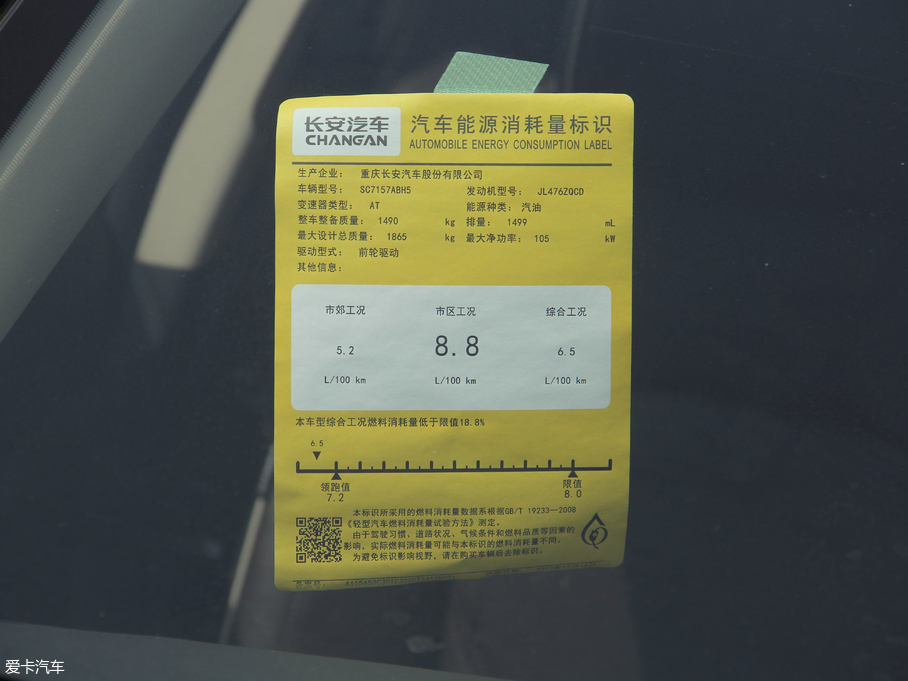 长安汽车
CHANGAN
汽车能源消耗量标识
AUTOMOBILE ENERGY CONSUMPTION LABEL
生产企业： 重庆长安汽车股份有限公司
车辆型号： SC7157ABH5 发动机型号： JL476ZQCD
变速器类型： AT 能源种类： 汽油
整车整备质量： 1490 kg 排量： 1499 mL
最大设计总质量： 1865 kg 最大净功率： 105 kW
驱动型式： 前轮驱动
其他信息：
市郊工况 市区工况 综合工况
5.2 8.8 6.5
L/100 km L/100 km L/100 km
本车型综合工况燃料消耗量低于限值18.8%
6.5
领跑值 限值
7.2 8.0
本标识所采用的燃料消耗量数据系根据GB/T 19233—2008
《轻型汽车燃料消耗量试验方法》测定。
由于驾驶习惯、道路状况、气候条件和燃料品质等因素的
影响，实际燃料消耗量可能与本标识的燃料消耗量不同。
为避免标识影响视野，请在购买车辆后去除标识。
爱卡汽车